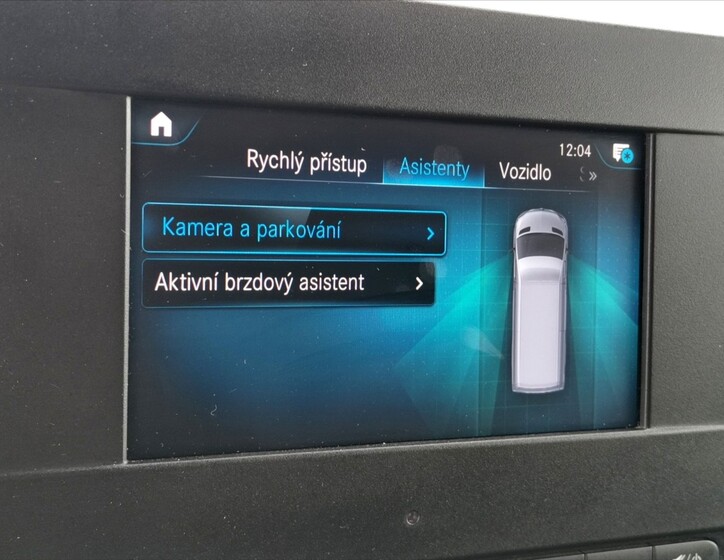 12:04
Rychlý přístup Asistenty Vozidlo
Kamera a parkování
Aktivní brzdový asistent